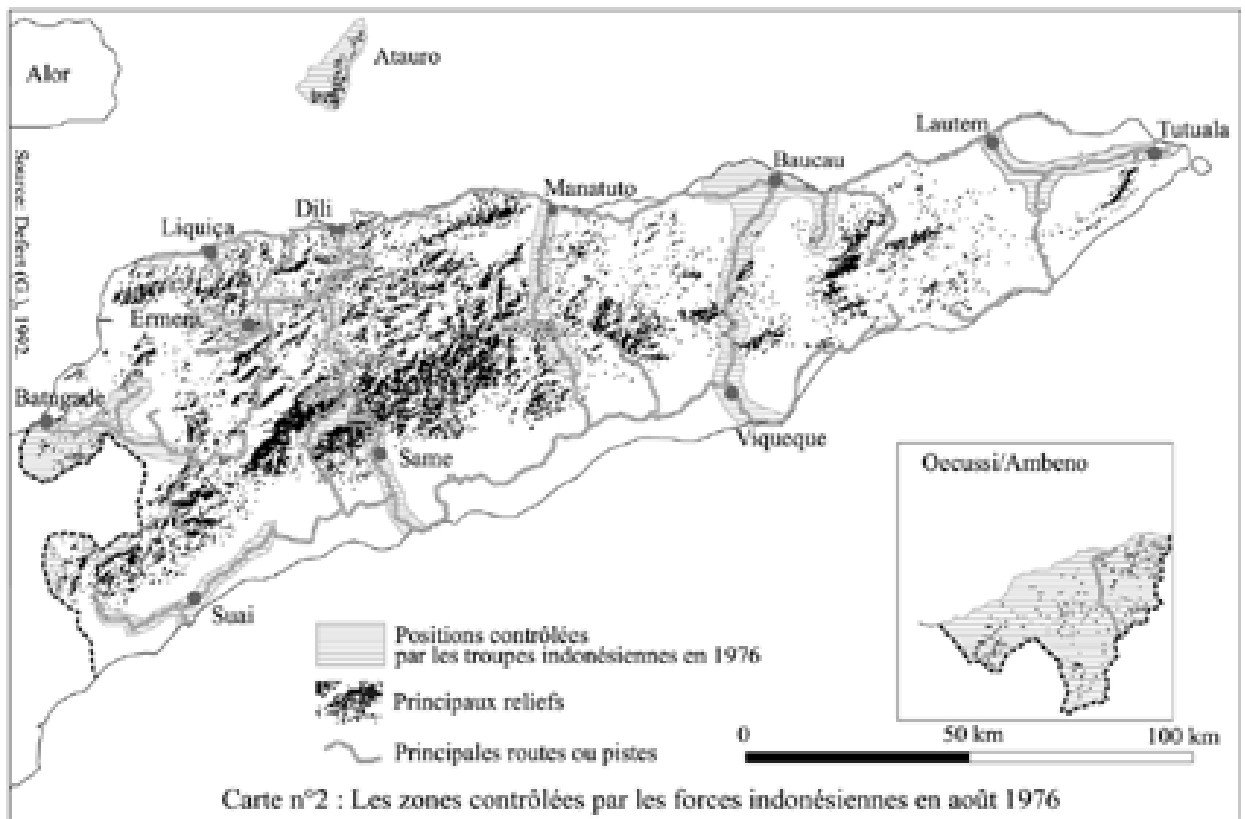 Alor
Atauro
Lautem
Tutuala
Baucau
Manatuto
Dili
Liquiça
Ermera
Batugade
Viqueque
Same
Suai
Oecussi/Ambeno
Source: Defert (G.), 1992
Positions contrôlées
par les troupes indonésiennes en 1976
Principaux reliefs
Principales routes ou pistes
0 50 km 100 km
Carte n°2 : Les zones contrôlées par les forces indonésiennes en août 1976